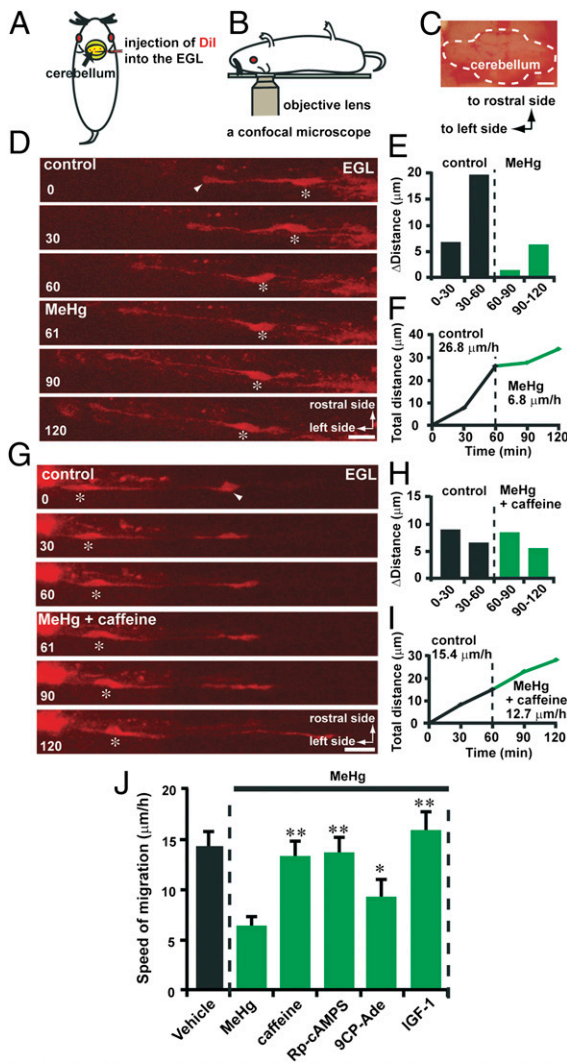 A
injection of DiI
into the EGL
cerebellum
B
objective lens
a confocal microscope
C
cerebellum
to rostral side
to left side
D
control
EGL
0
30
60
MeHg
61
90
120
rostral side
left side
E
control MeHg
ΔDistance (μm)
20
15
10
5
0
0-30
30-60
60-90
90-120
F
control
26.8 μm/h
MeHg
6.8 μm/h
Total distance (μm)
40
30
20
10
0
0 30 60 90 120
Time (min)
G
control
EGL
*
0
30
60
MeHg + caffeine
61
90
120
rostral side
left side
H
control MeHg
+ caffeine
ΔDistance (μm)
20
15
10
5
0
0-30
30-60
60-90
90-120
I
control
15.4 μm/h
MeHg
+ caffeine
12.7 μm/h
Total distance (μm)
40
30
20
10
0
0 30 60 90 120
Time (min)
J
MeHg
Speed of migration (μm/h)
20
15
10
5
0
** ** * **
Vehicle
MeHg
caffeine
Rp-cAMPS
9CP-Ade
IGF-1